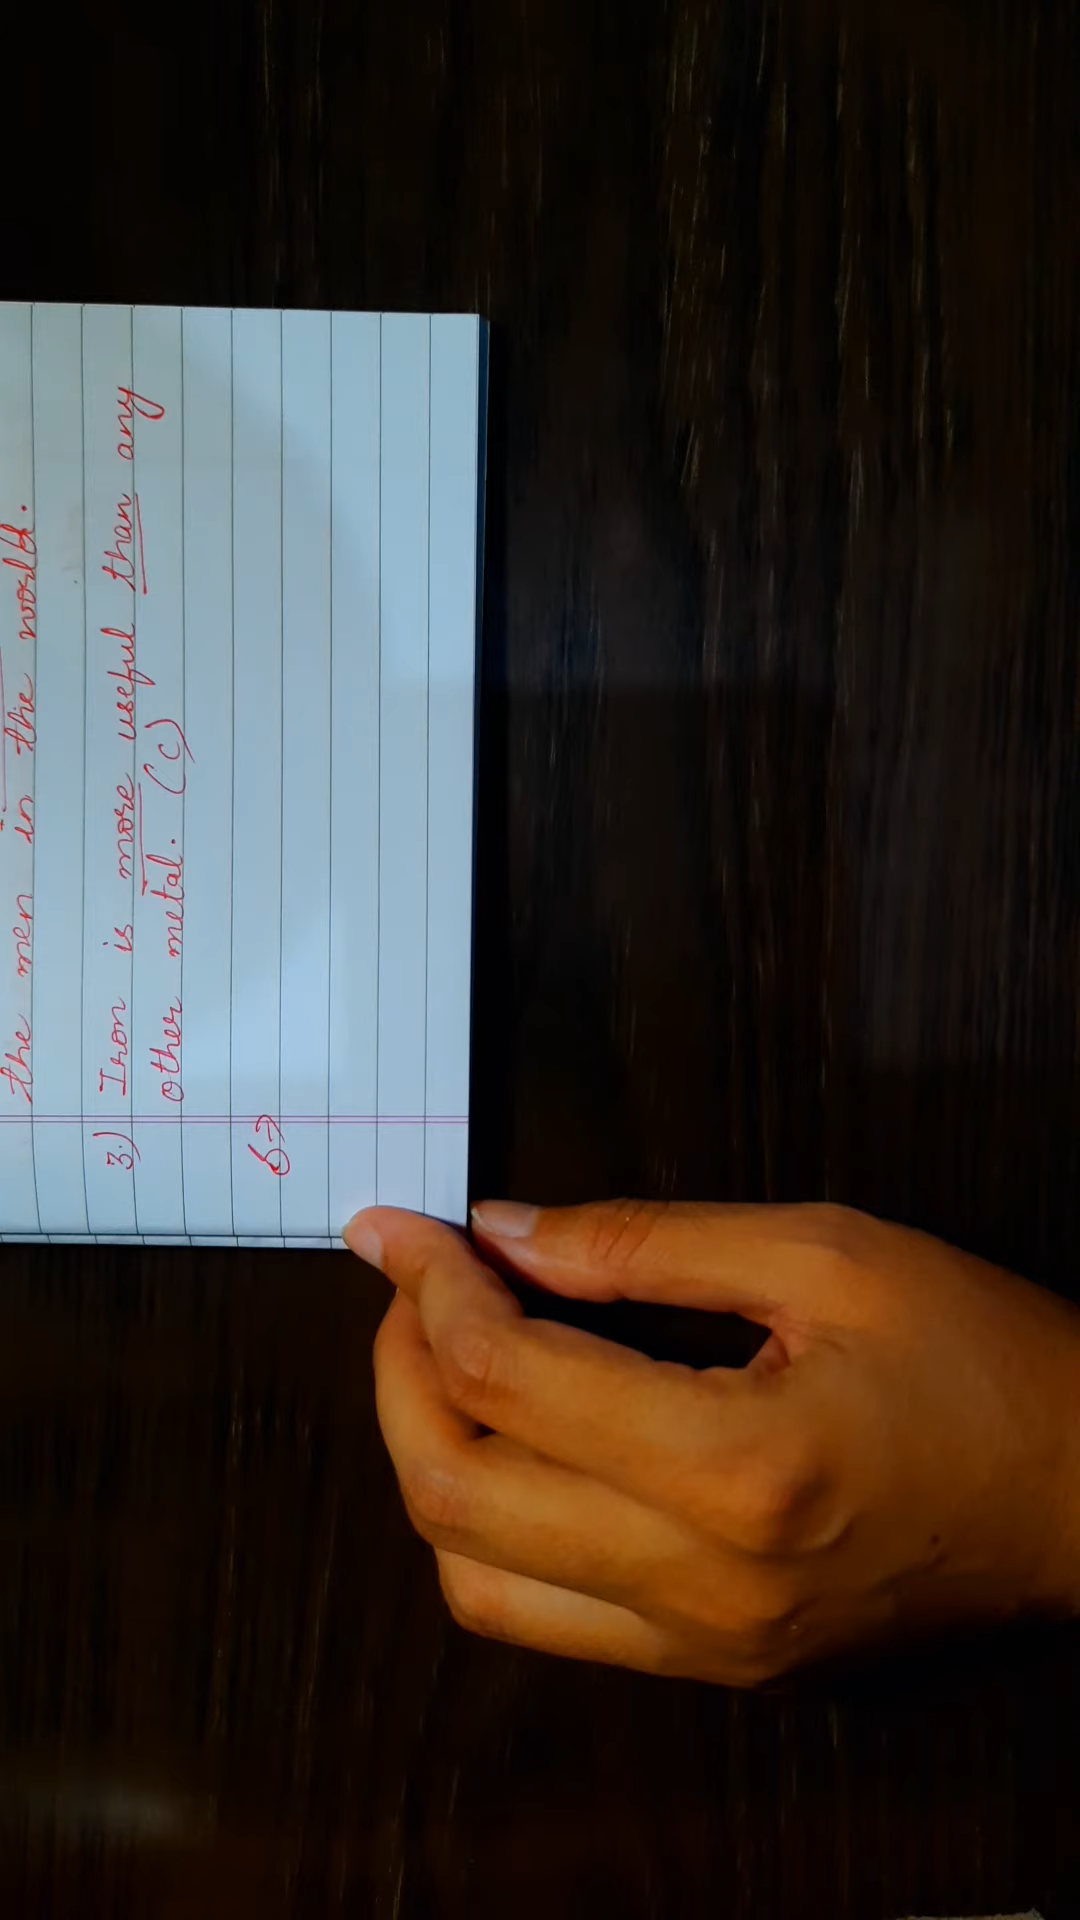 the men in the world.
3.) Iron is more useful than any
other metal. (C)
6→